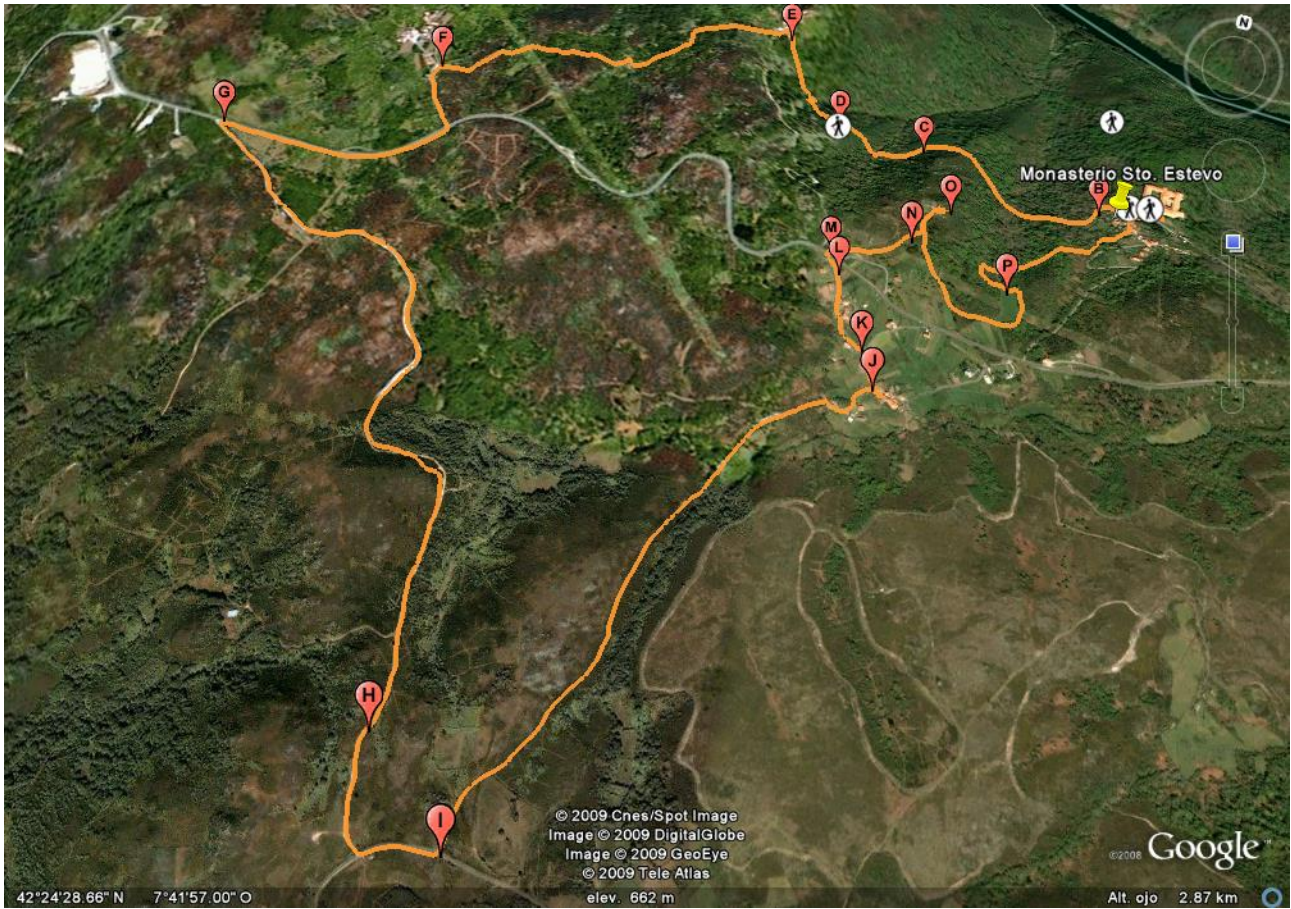 N
E
F
G
D
C
Monasterio Sto. Estevo
B
O
N
M
L
P
K
J
H
I
© 2009 Cnes/Spot Image
Image © 2009 DigitalGlobe
Image © 2009 GeoEye
© 2009 Tele Atlas
©2008 Google™
42°24'28.66" N 7°41'57.00" O elev. 662 m Alt. ojo 2.87 km